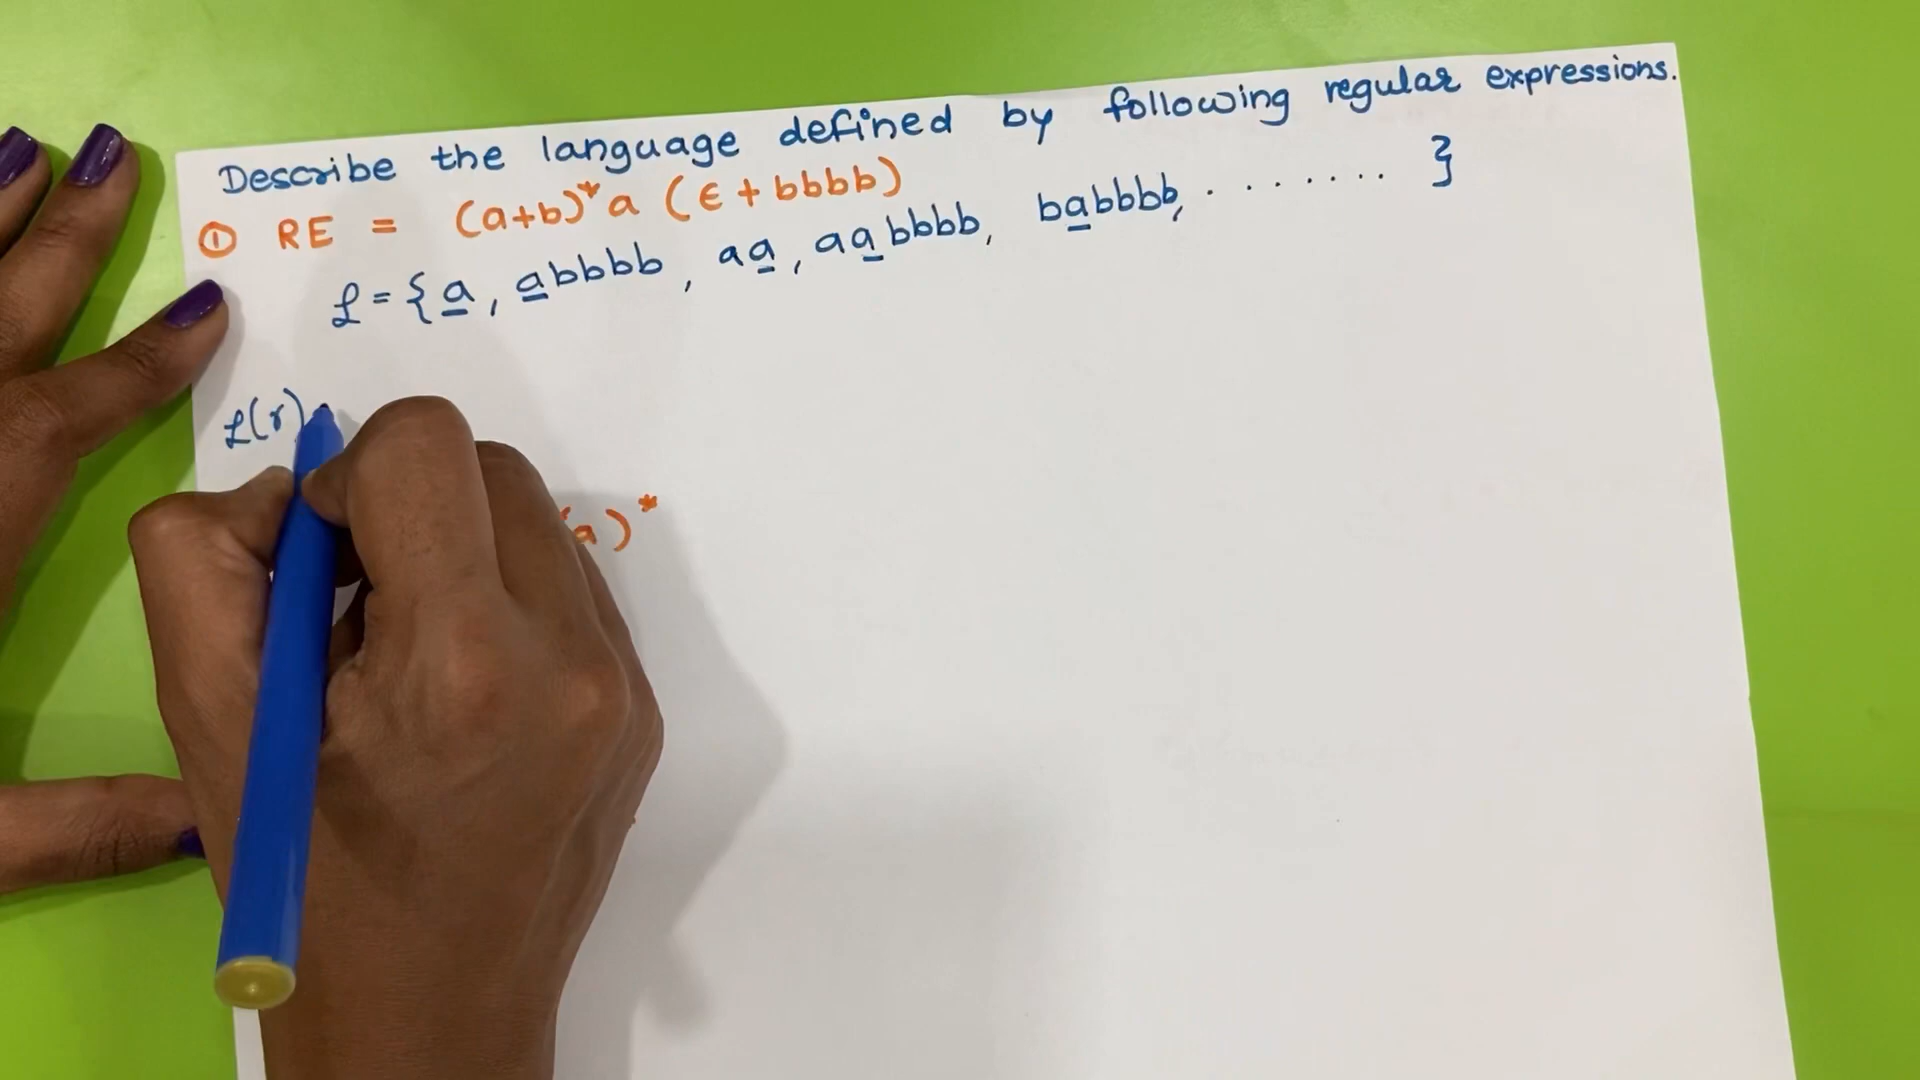 Describe the language defined by following regular expressions.
① RE = (a+b)*a (ε + bbbb)
L = {a, abbbb, aa, aabbbb, babbbb, ....... }
L(r)
a)*